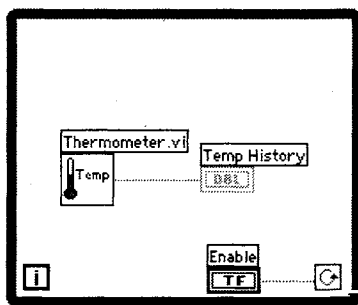 Thermometer.vi
Temp
Temp History
DBL
Enable
TF
i